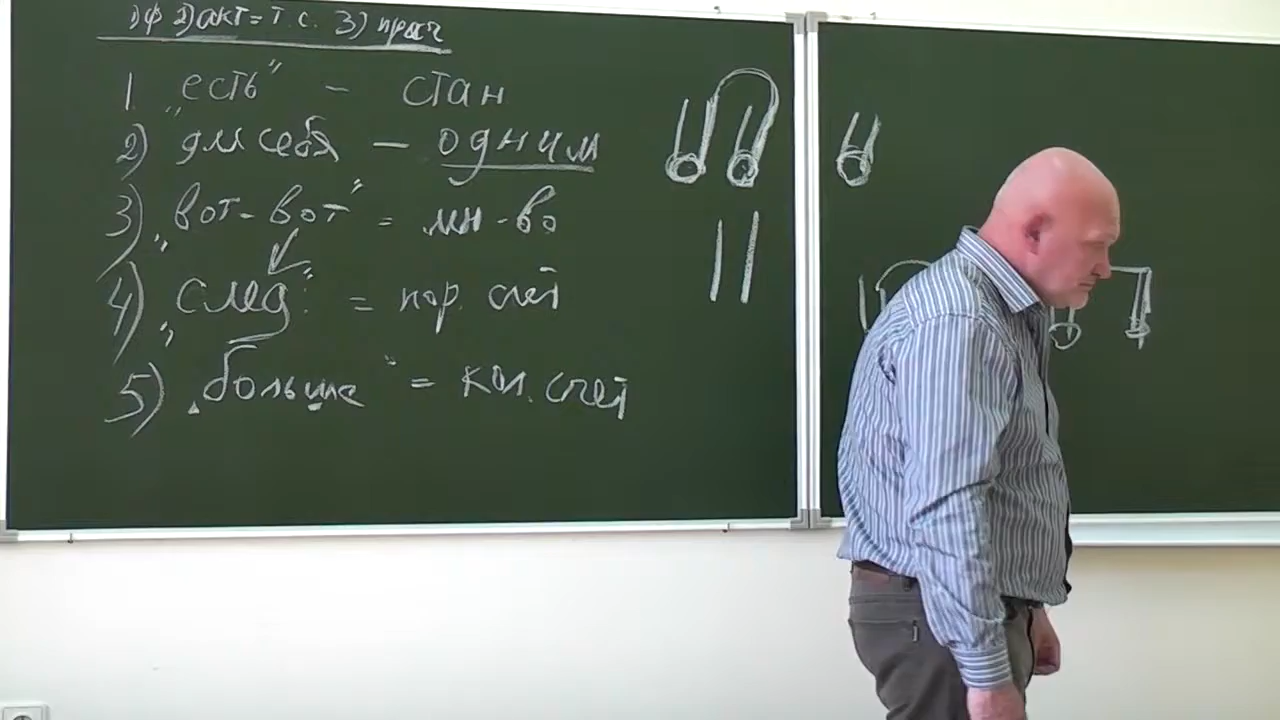 1) ф 2) акт = т с. 3)
1 "есть" - стан
2) "для себя - одним
3) "вот-вот" = мн-во
4) "след." = пор. счёт
5) "больше" = кол. счёт